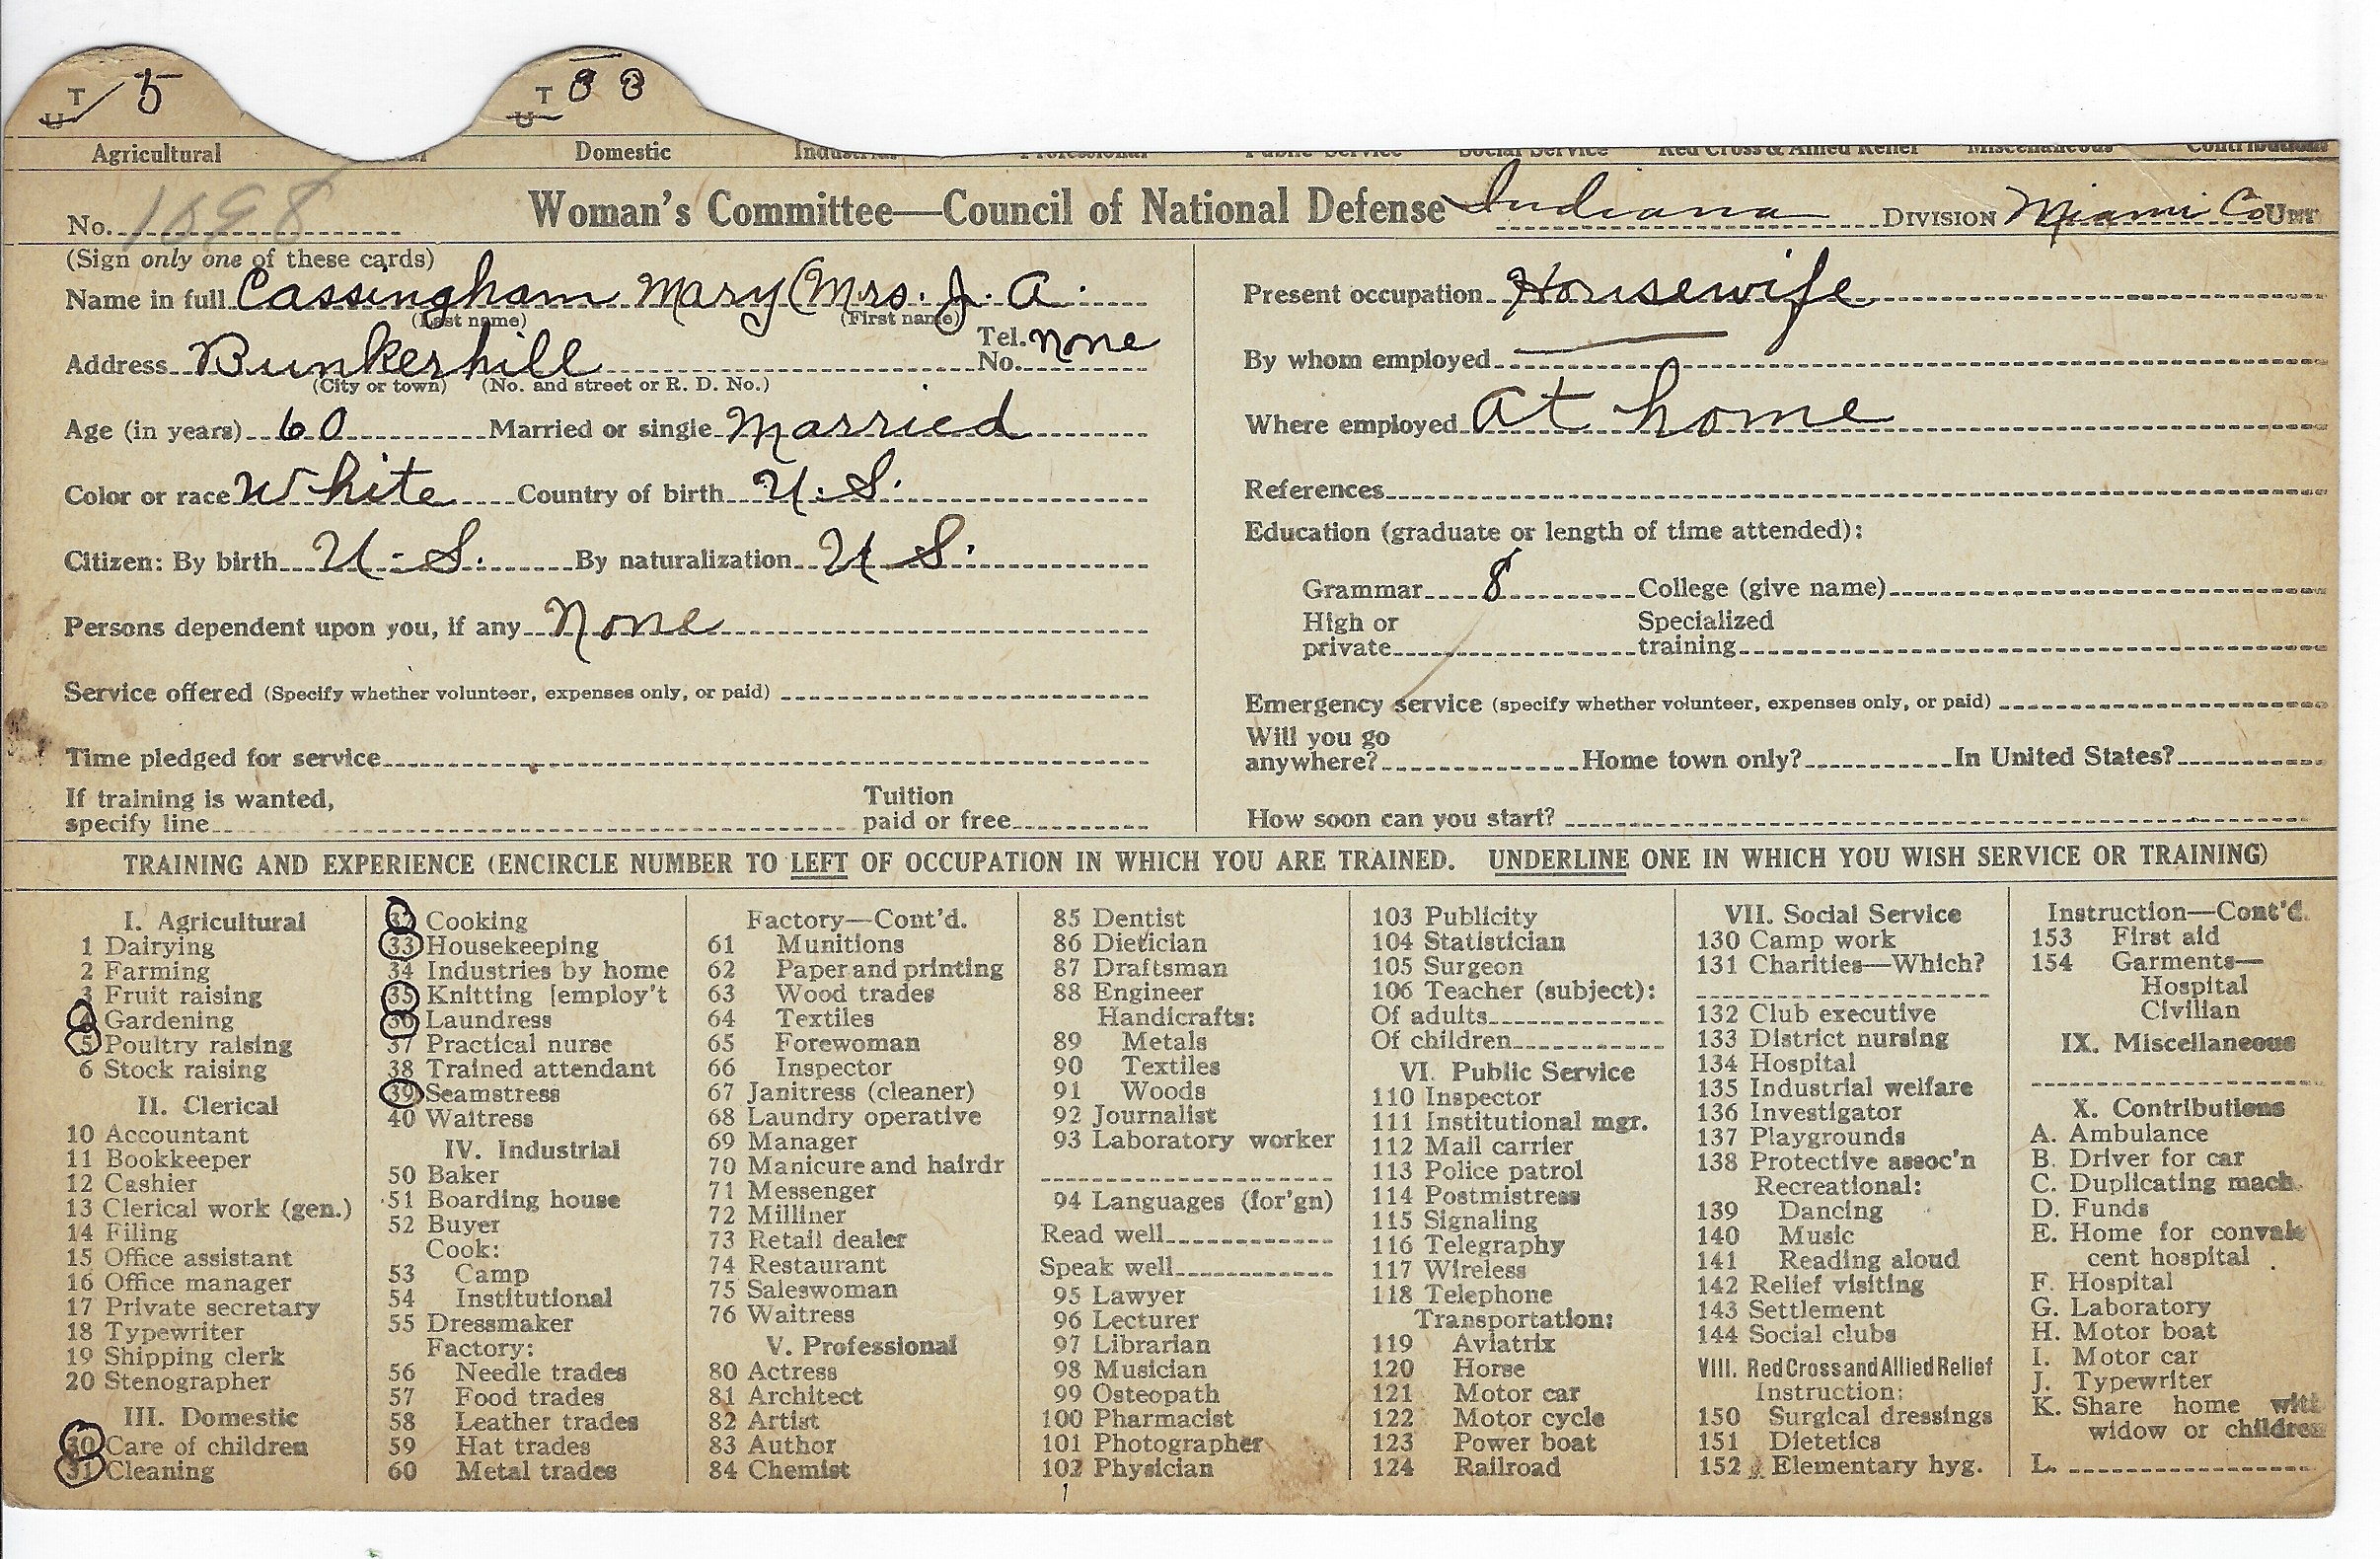 T U 5 T U 33
Agricultural Domestic Industrial Professional Public Service Social Service Red Cross & Allied Relief Miscellaneous Contributions
No. 1698 Woman's Committee—Council of National Defense Indiana DIVISION Miami Co UNIT
(Sign only one of these cards)
Name in full Cassingham Mary (Mrs. J. A.
(Last name) (First name)
Address Bunkerhill Tel. No. none
(City or town) (No. and street or R. D. No.)
Age (in years) 60 Married or single Married
Color or race White Country of birth U. S.
Citizen: By birth U. S. By naturalization U S.
Persons dependent upon you, if any None
Service offered (Specify whether volunteer, expenses only, or paid)
Time pledged for service
If training is wanted, specify line Tuition paid or free
Present occupation Housewife
By whom employed
Where employed At home
References
Education (graduate or length of time attended):
Grammar 8 College (give name)
High or private Specialized training
Emergency service (specify whether volunteer, expenses only, or paid)
Will you go anywhere? Home town only? In United States?
How soon can you start?
TRAINING AND EXPERIENCE (ENCIRCLE NUMBER TO LEFT OF OCCUPATION IN WHICH YOU ARE TRAINED. UNDERLINE ONE IN WHICH YOU WISH SERVICE OR TRAINING)
I. Agricultural
1 Dairying
2 Farming
3 Fruit raising
4 Gardening
5 Poultry raising
6 Stock raising
II. Clerical
10 Accountant
11 Bookkeeper
12 Cashier
13 Clerical work (gen.)
14 Filing
15 Office assistant
16 Office manager
17 Private secretary
18 Typewriter
19 Shipping clerk
20 Stenographer
III. Domestic
30 Care of children
31 Cleaning
32 Cooking
33 Housekeeping
34 Industries by home
35 Knitting [employ't
36 Laundress
37 Practical nurse
38 Trained attendant
39 Seamstress
40 Waitress
IV. Industrial
50 Baker
51 Boarding house
52 Buyer
Cook:
53 Camp
54 Institutional
55 Dressmaker
Factory:
56 Needle trades
57 Food trades
58 Leather trades
59 Hat trades
60 Metal trades
Factory—Cont'd.
61 Munitions
62 Paper and printing
63 Wood trades
64 Textiles
65 Forewoman
66 Inspector
67 Janitress (cleaner)
68 Laundry operative
69 Manager
70 Manicure and hairdr
71 Messenger
72 Milliner
73 Retail dealer
74 Restaurant
75 Saleswoman
76 Waitress
V. Professional
80 Actress
81 Architect
82 Artist
83 Author
84 Chemist
85 Dentist
86 Dietician
87 Draftsman
88 Engineer
Handicrafts:
89 Metals
90 Textiles
91 Woods
92 Journalist
93 Laboratory worker
94 Languages (for'gn)
Read well
Speak well
95 Lawyer
96 Lecturer
97 Librarian
98 Musician
99 Osteopath
100 Pharmacist
101 Photographer
102 Physician
103 Publicity
104 Statistician
105 Surgeon
106 Teacher (subject):
Of adults
Of children
VI. Public Service
110 Inspector
111 Institutional mgr.
112 Mail carrier
113 Police patrol
114 Postmistress
115 Signaling
116 Telegraphy
117 Wireless
118 Telephone
Transportation:
119 Aviatrix
120 Horse
121 Motor car
122 Motor cycle
123 Power boat
124 Railroad
VII. Social Service
130 Camp work
131 Charities—Which?
132 Club executive
133 District nursing
134 Hospital
135 Industrial welfare
136 Investigator
137 Playgrounds
138 Protective assoc'n
Recreational:
139 Dancing
140 Music
141 Reading aloud
142 Relief visiting
143 Settlement
144 Social clubs
VIII. Red Cross and Allied Relief
Instruction:
150 Surgical dressings
151 Dietetics
152 Elementary hyg.
Instruction—Cont'd.
153 First aid
154 Garments—
Hospital
Civilian
IX. Miscellaneous
X. Contributions
A. Ambulance
B. Driver for car
C. Duplicating mach.
D. Funds
E. Home for convales
cent hospital
F. Hospital
G. Laboratory
H. Motor boat
I. Motor car
J. Typewriter
K. Share home with
widow or children
L.